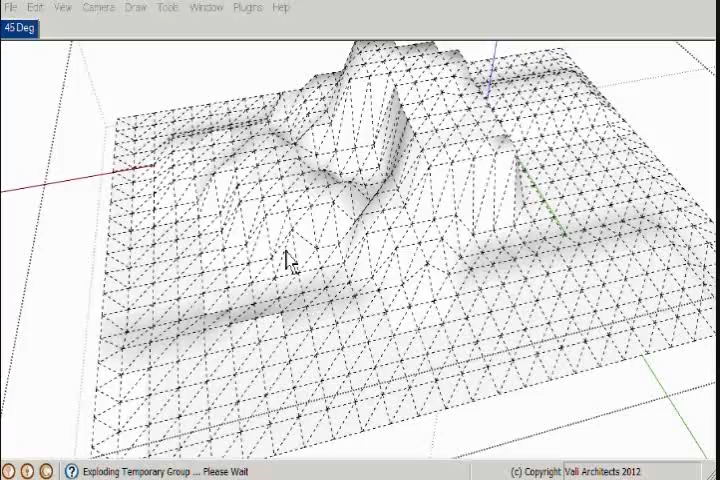 File Edit View Camera Draw Tools Window Plugins Help
45 Deg
Exploding Temporary Group ... Please Wait
(c) Copyright Vali Architects 2012